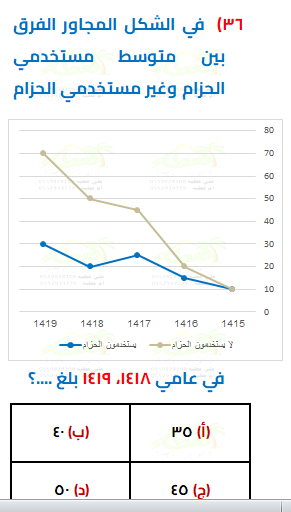 ٣٦) في الشكل المجاور الفرق
بين متوسط مستخدمي
الحزام وغير مستخدمي الحزام
80
70
60
50
40
30
20
10
0
1419 1418 1417 1416 1415
يستخدمون الحزام لا يستخدمون الحزام
في عامي ١٤١٨، ١٤١٩ بلغ ....؟
(أ) ٣٥ (ب) ٤٠
(ج) ٤٥ (د) ٥٠